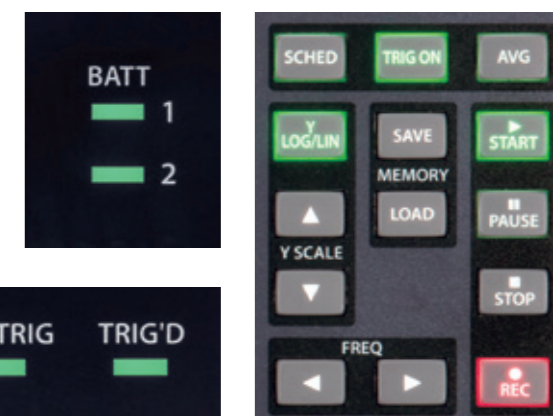 BATT
1
2
TRIG TRIG'D
SCHED TRIG ON AVG
Y
LOG/LIN
SAVE
START
MEMORY
LOAD
PAUSE
Y SCALE
STOP
FREQ
REC